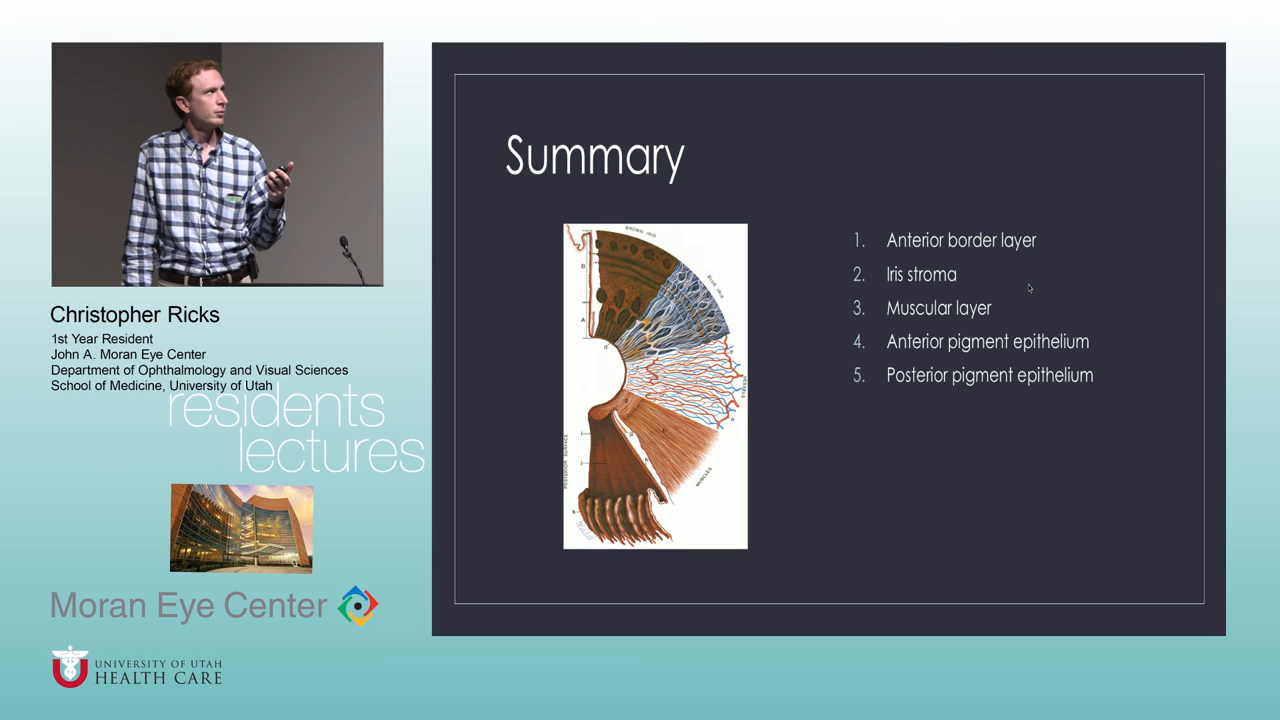 Christopher Ricks
1st Year Resident
John A. Moran Eye Center
Department of Ophthalmology and Visual Sciences
School of Medicine, University of Utah
residents
lectures
Moran Eye Center
UNIVERSITY OF UTAH
HEALTH CARE
Summary
BROWN IRIS
BLUE IRIS
VESSELS
MUSCLES
B
A
1. Anterior border layer
2. Iris stroma
3. Muscular layer
4. Anterior pigment epithelium
5. Posterior pigment epithelium